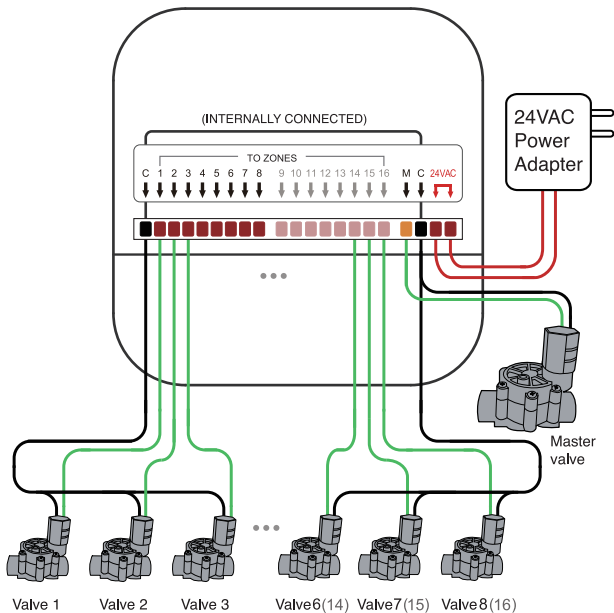 (INTERNALLY CONNECTED)
TO ZONES
C 1 2 3 4 5 6 7 8 9 10 11 12 13 14 15 16 M C 24VAC
24VAC
Power
Adapter
Master
valve
Valve 1 Valve 2 Valve 3 Valve6(14) Valve7(15) Valve8(16)